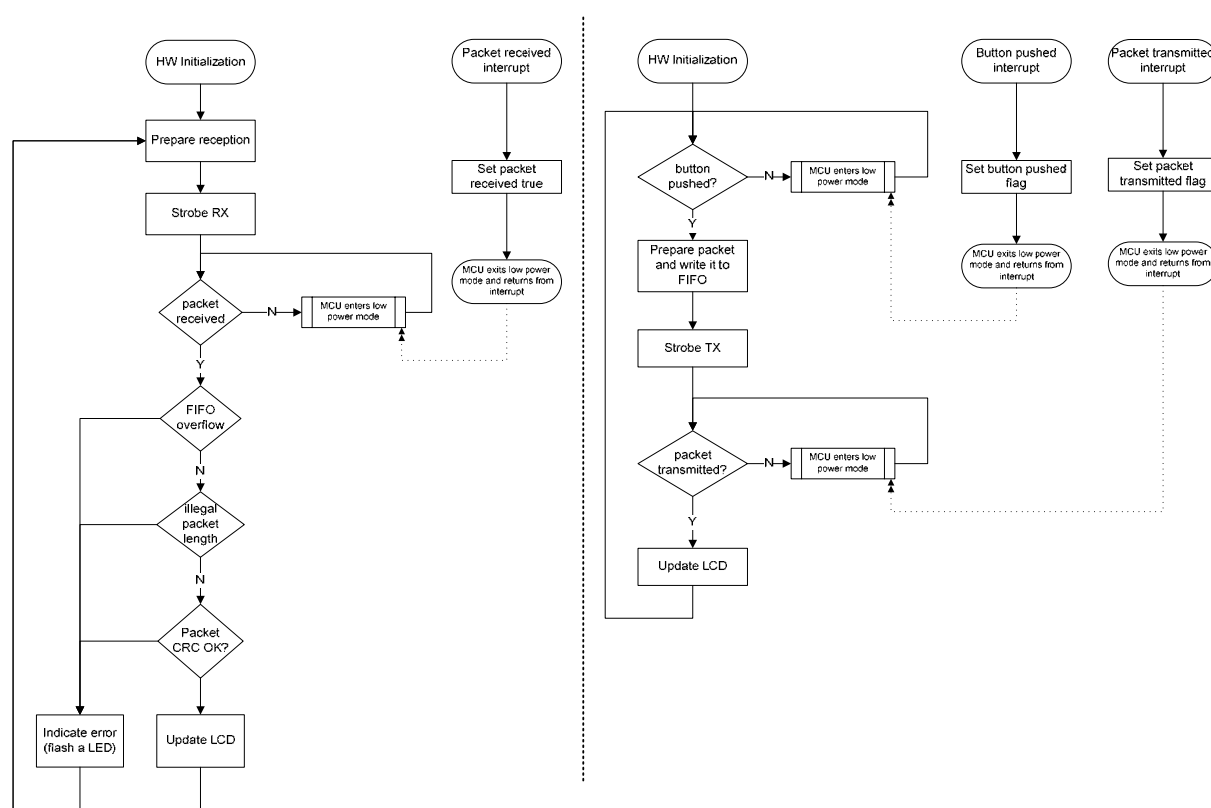 HW Initialization
Packet received
interrupt
Prepare reception
Set packet
received true
Strobe RX
MCU exits low power
mode and returns from
interrupt
packet
received
N
MCU enters low
power mode
Y
FIFO
overflow
N
illegal
packet
length
N
Packet
CRC OK?
Indicate error
(flash a LED)
Update LCD
HW Initialization
Button pushed
interrupt
Packet transmitted
interrupt
button
pushed?
N
MCU enters low
power mode
Set button pushed
flag
Set packet
transmitted flag
Y
Prepare packet
and write it to
FIFO
MCU exits low power
mode and returns from
interrupt
MCU exits low power
mode and returns from
interrupt
Strobe TX
packet
transmitted?
N
MCU enters low
power mode
Y
Update LCD